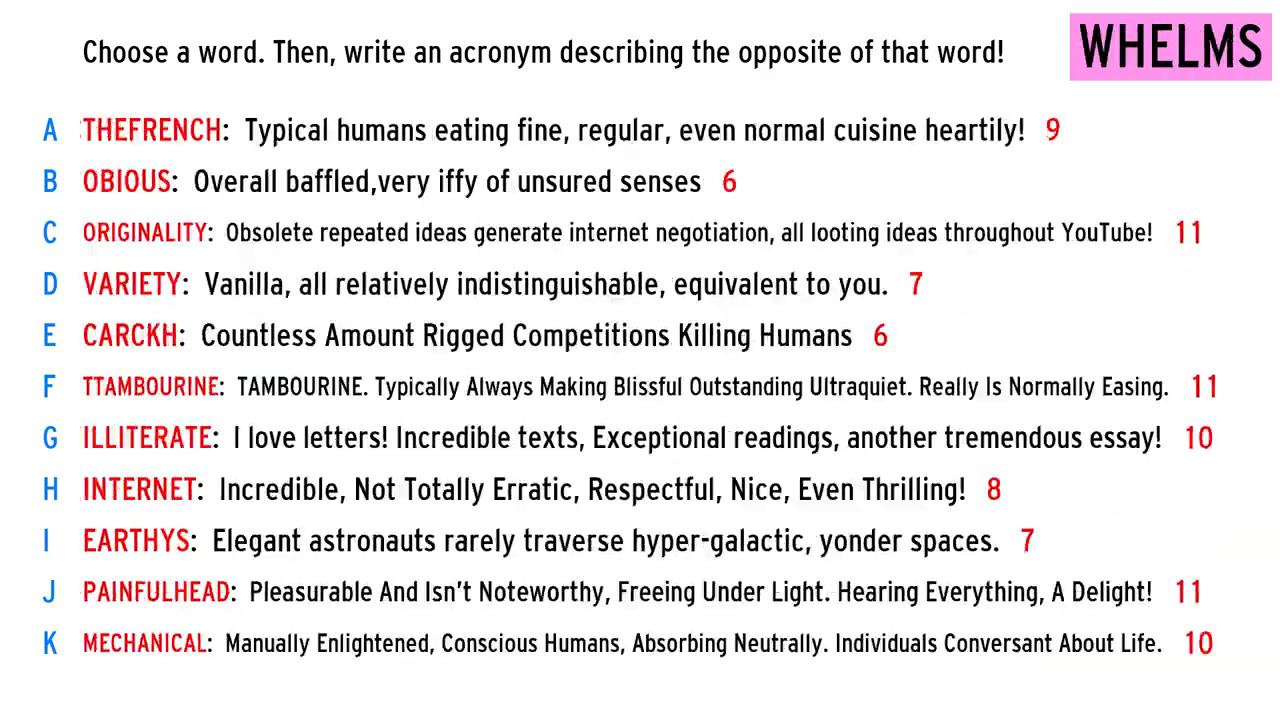 Choose a word. Then, write an acronym describing the opposite of that word!
WHELMS
A THEFRENCH: Typical humans eating fine, regular, even normal cuisine heartily! 9
B OBIOUS: Overall baffled,very iffy of unsured senses 6
C ORIGINALITY: Obsolete repeated ideas generate internet negotiation, all looting ideas throughout YouTube! 11
D VARIETY: Vanilla, all relatively indistinguishable, equivalent to you. 7
E CARCKH: Countless Amount Rigged Competitions Killing Humans 6
F TTAMBOURINE: TAMBOURINE. Typically Always Making Blissful Outstanding Ultraquiet. Really Is Normally Easing. 11
G ILLITERATE: I love letters! Incredible texts, Exceptional readings, another tremendous essay! 10
H INTERNET: Incredible, Not Totally Erratic, Respectful, Nice, Even Thrilling! 8
I EARTHYS: Elegant astronauts rarely traverse hyper-galactic, yonder spaces. 7
J PAINFULHEAD: Pleasurable And Isn't Noteworthy, Freeing Under Light. Hearing Everything, A Delight! 11
K MECHANICAL: Manually Enlightened, Conscious Humans, Absorbing Neutrally. Individuals Conversant About Life. 10